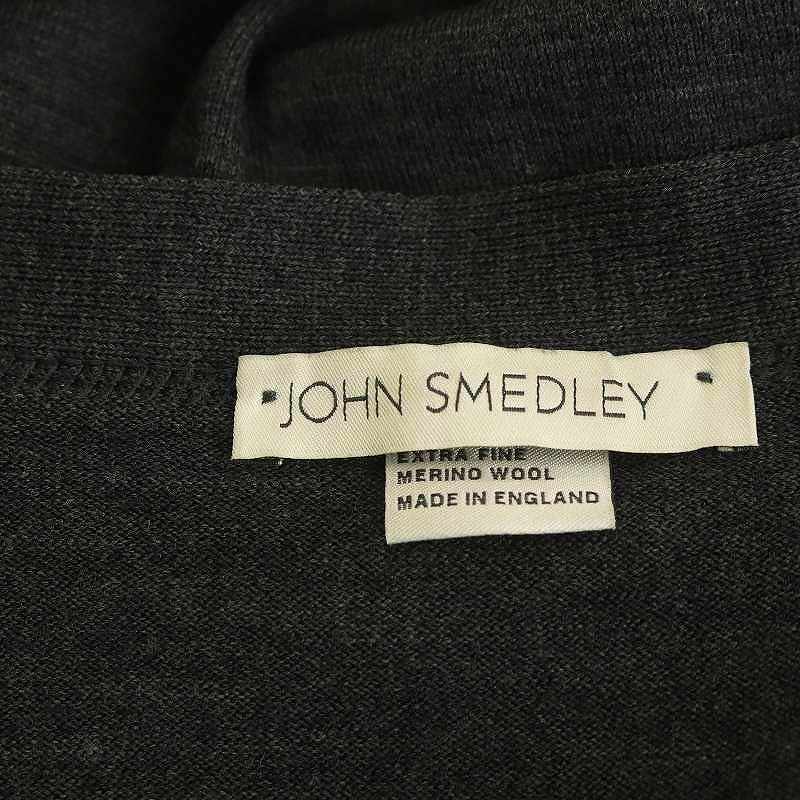 JOHN SMEDLEY
EXTRA FINE
MERINO WOOL
MADE IN ENGLAND